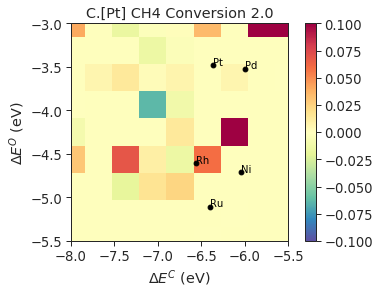 C.[Pt] CH4 Conversion 2.0
−3.0
−3.5
−4.0
−4.5
−5.0
−5.5
ΔE^O (eV)
Pt
Pd
Rh
Ni
Ru
−8.0 −7.5 −7.0 −6.5 −6.0 −5.5
ΔE^C (eV)
0.100
0.075
0.050
0.025
0.000
−0.025
−0.050
−0.075
−0.100